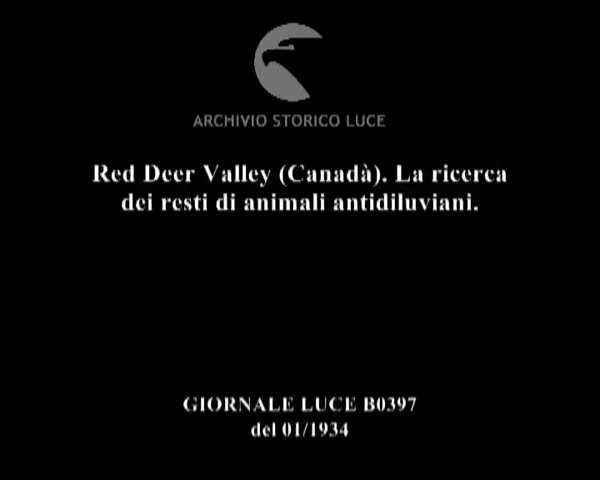 ARCHIVIO STORICO LUCE
Red Deer Valley (Canadà). La ricerca
dei resti di animali antidiluviani.
GIORNALE LUCE B0397
del 01/1934